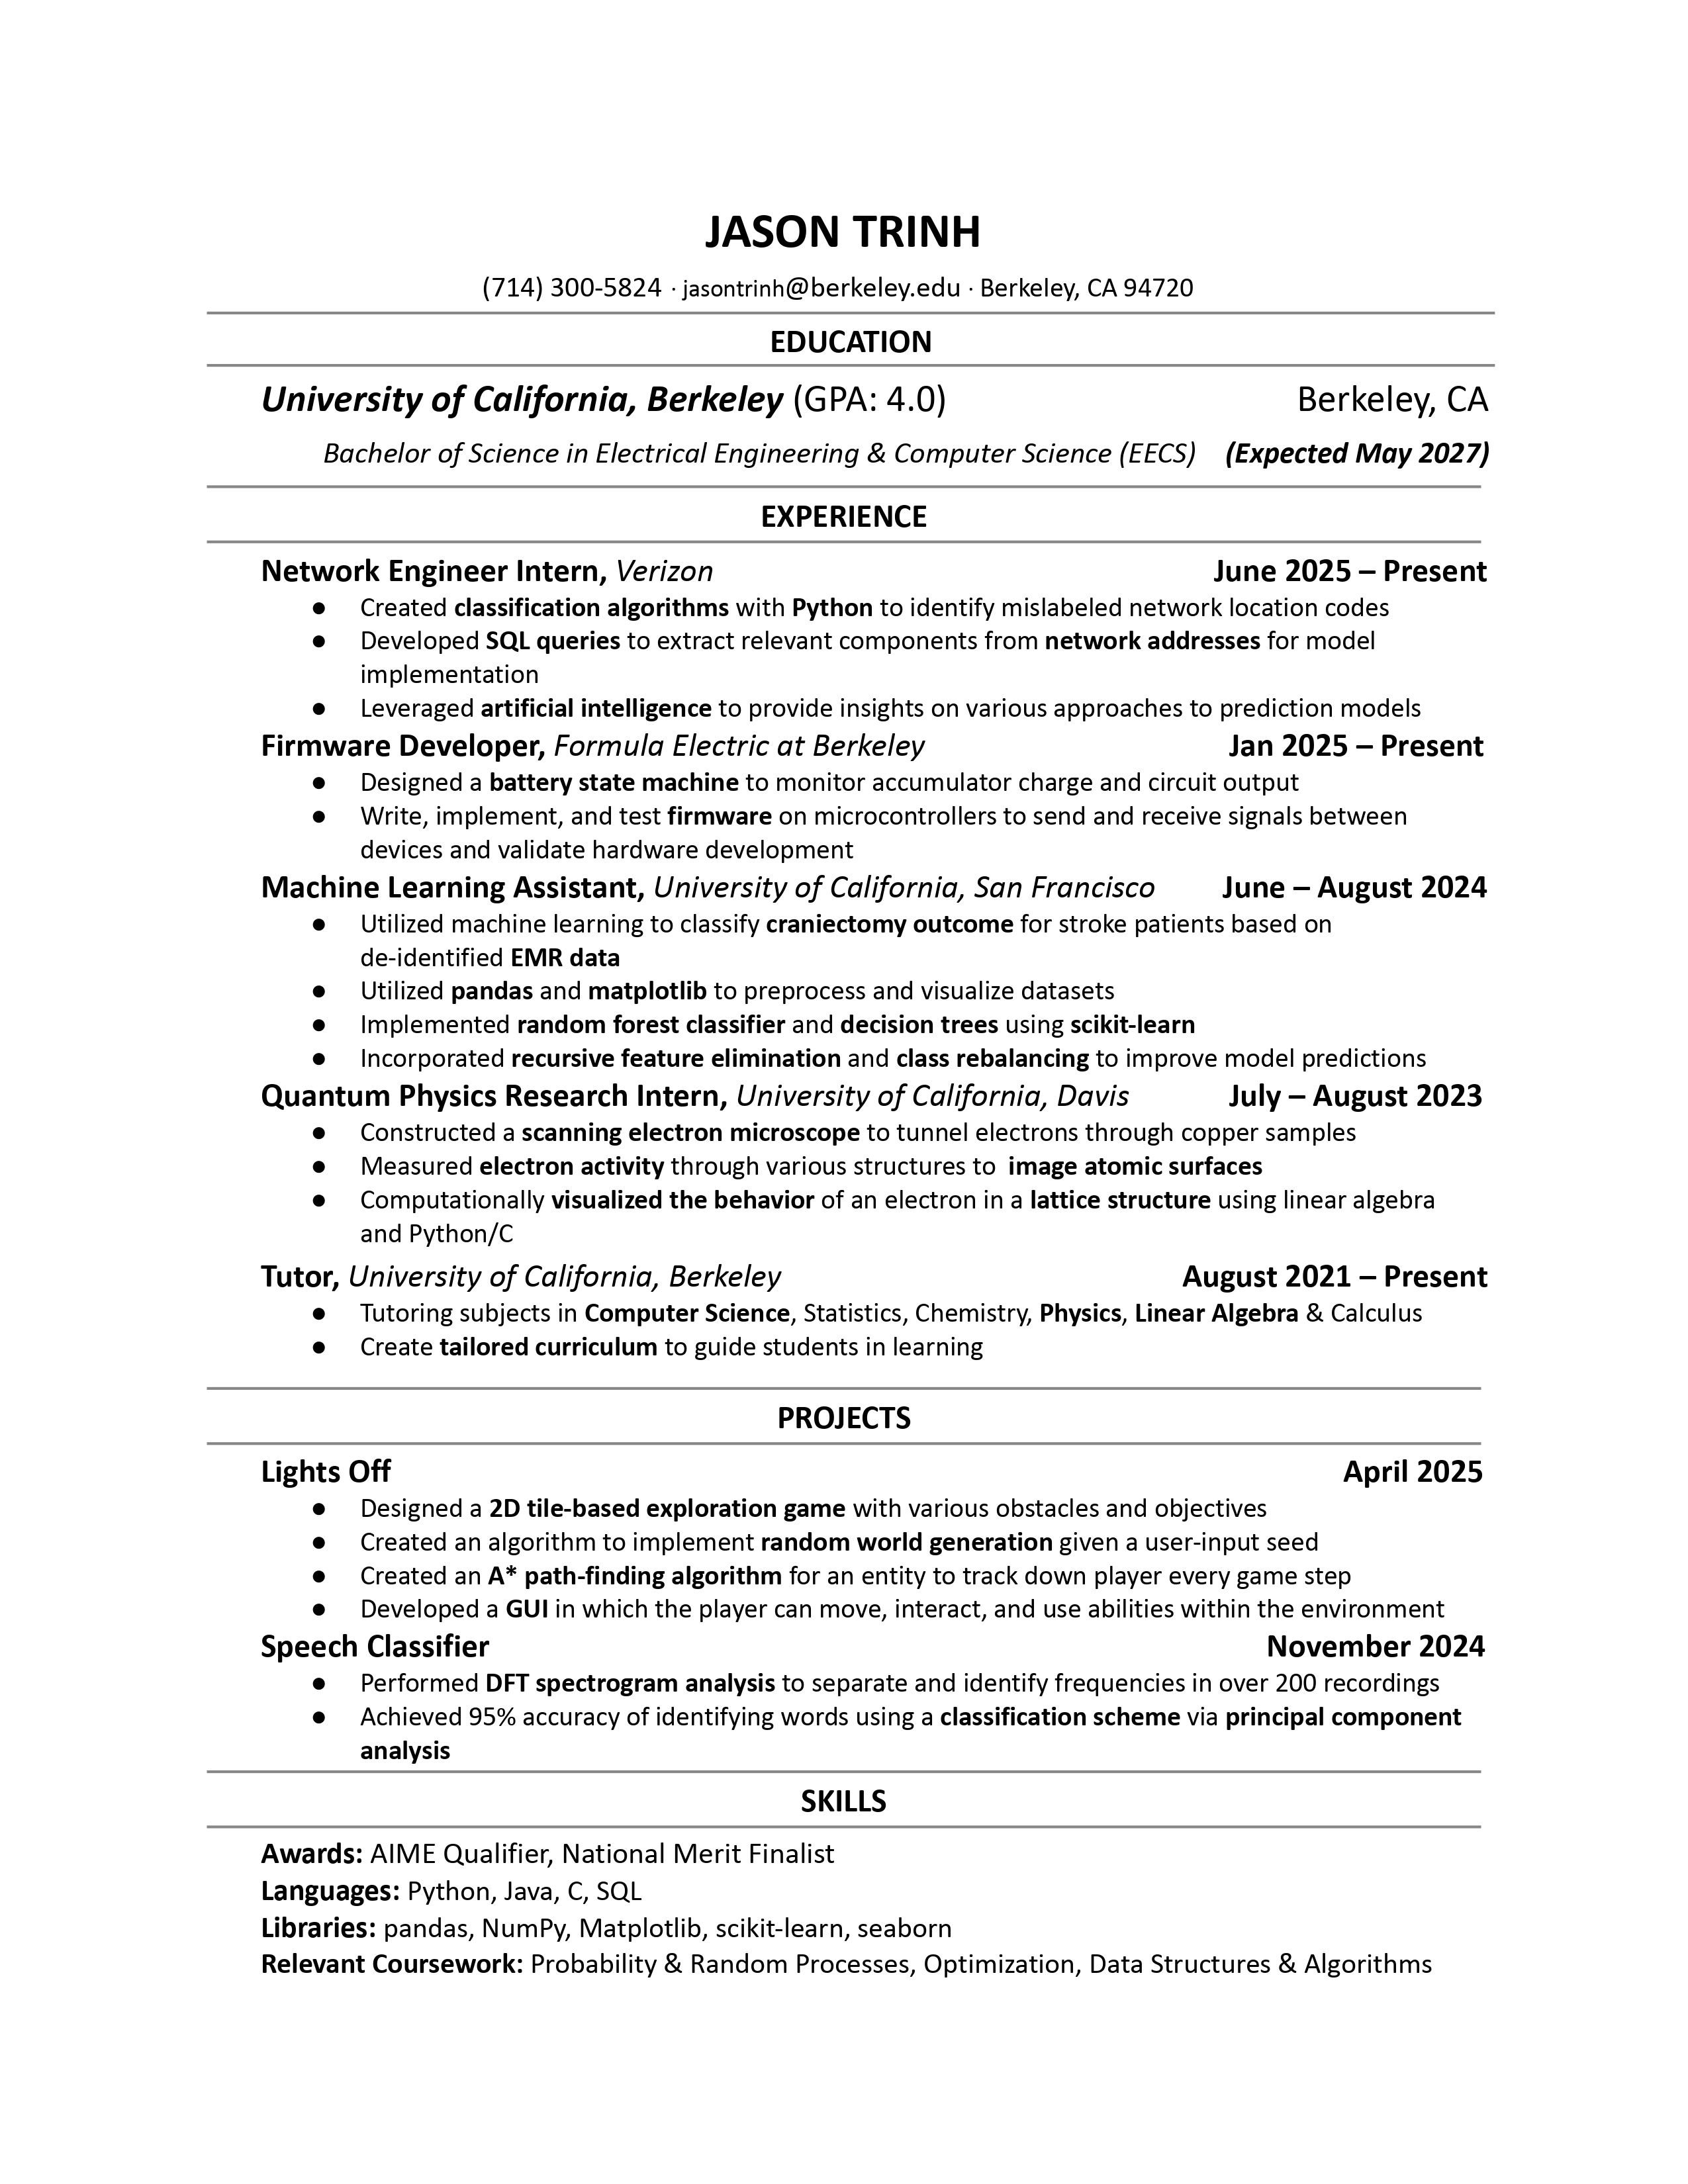 JASON TRINH
(714) 300-5824 · jasontrinh@berkeley.edu · Berkeley, CA 94720
EDUCATION
University of California, Berkeley (GPA: 4.0) Berkeley, CA
Bachelor of Science in Electrical Engineering & Computer Science (EECS) (Expected May 2027)
EXPERIENCE
Network Engineer Intern, Verizon June 2025 – Present
● Created classification algorithms with Python to identify mislabeled network location codes
● Developed SQL queries to extract relevant components from network addresses for model
implementation
● Leveraged artificial intelligence to provide insights on various approaches to prediction models
Firmware Developer, Formula Electric at Berkeley Jan 2025 – Present
● Designed a battery state machine to monitor accumulator charge and circuit output
● Write, implement, and test firmware on microcontrollers to send and receive signals between
devices and validate hardware development
Machine Learning Assistant, University of California, San Francisco June – August 2024
● Utilized machine learning to classify craniectomy outcome for stroke patients based on
de-identified EMR data
● Utilized pandas and matplotlib to preprocess and visualize datasets
● Implemented random forest classifier and decision trees using scikit-learn
● Incorporated recursive feature elimination and class rebalancing to improve model predictions
Quantum Physics Research Intern, University of California, Davis July – August 2023
● Constructed a scanning electron microscope to tunnel electrons through copper samples
● Measured electron activity through various structures to image atomic surfaces
● Computationally visualized the behavior of an electron in a lattice structure using linear algebra
and Python/C
Tutor, University of California, Berkeley August 2021 – Present
● Tutoring subjects in Computer Science, Statistics, Chemistry, Physics, Linear Algebra & Calculus
● Create tailored curriculum to guide students in learning
PROJECTS
Lights Off April 2025
● Designed a 2D tile-based exploration game with various obstacles and objectives
● Created an algorithm to implement random world generation given a user-input seed
● Created an A* path-finding algorithm for an entity to track down player every game step
● Developed a GUI in which the player can move, interact, and use abilities within the environment
Speech Classifier November 2024
● Performed DFT spectrogram analysis to separate and identify frequencies in over 200 recordings
● Achieved 95% accuracy of identifying words using a classification scheme via principal component
analysis
SKILLS
Awards: AIME Qualifier, National Merit Finalist
Languages: Python, Java, C, SQL
Libraries: pandas, NumPy, Matplotlib, scikit-learn, seaborn
Relevant Coursework: Probability & Random Processes, Optimization, Data Structures & Algorithms